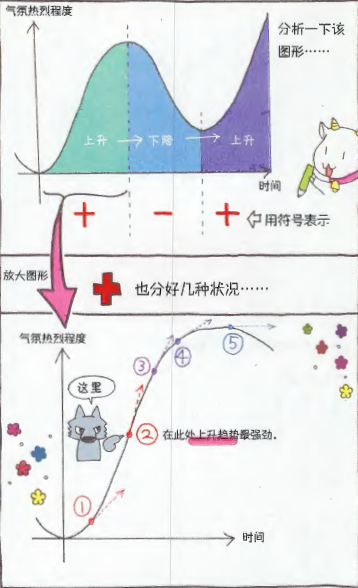 气氛热烈程度
分析一下该
图形……
上升
下降
上升
时间
+
−
+
用符号表示
放大图形
+
也分好几种状况……
气氛热烈程度
⑤
④
③
这里
②
在此处上升趋势最强劲.
①
时间